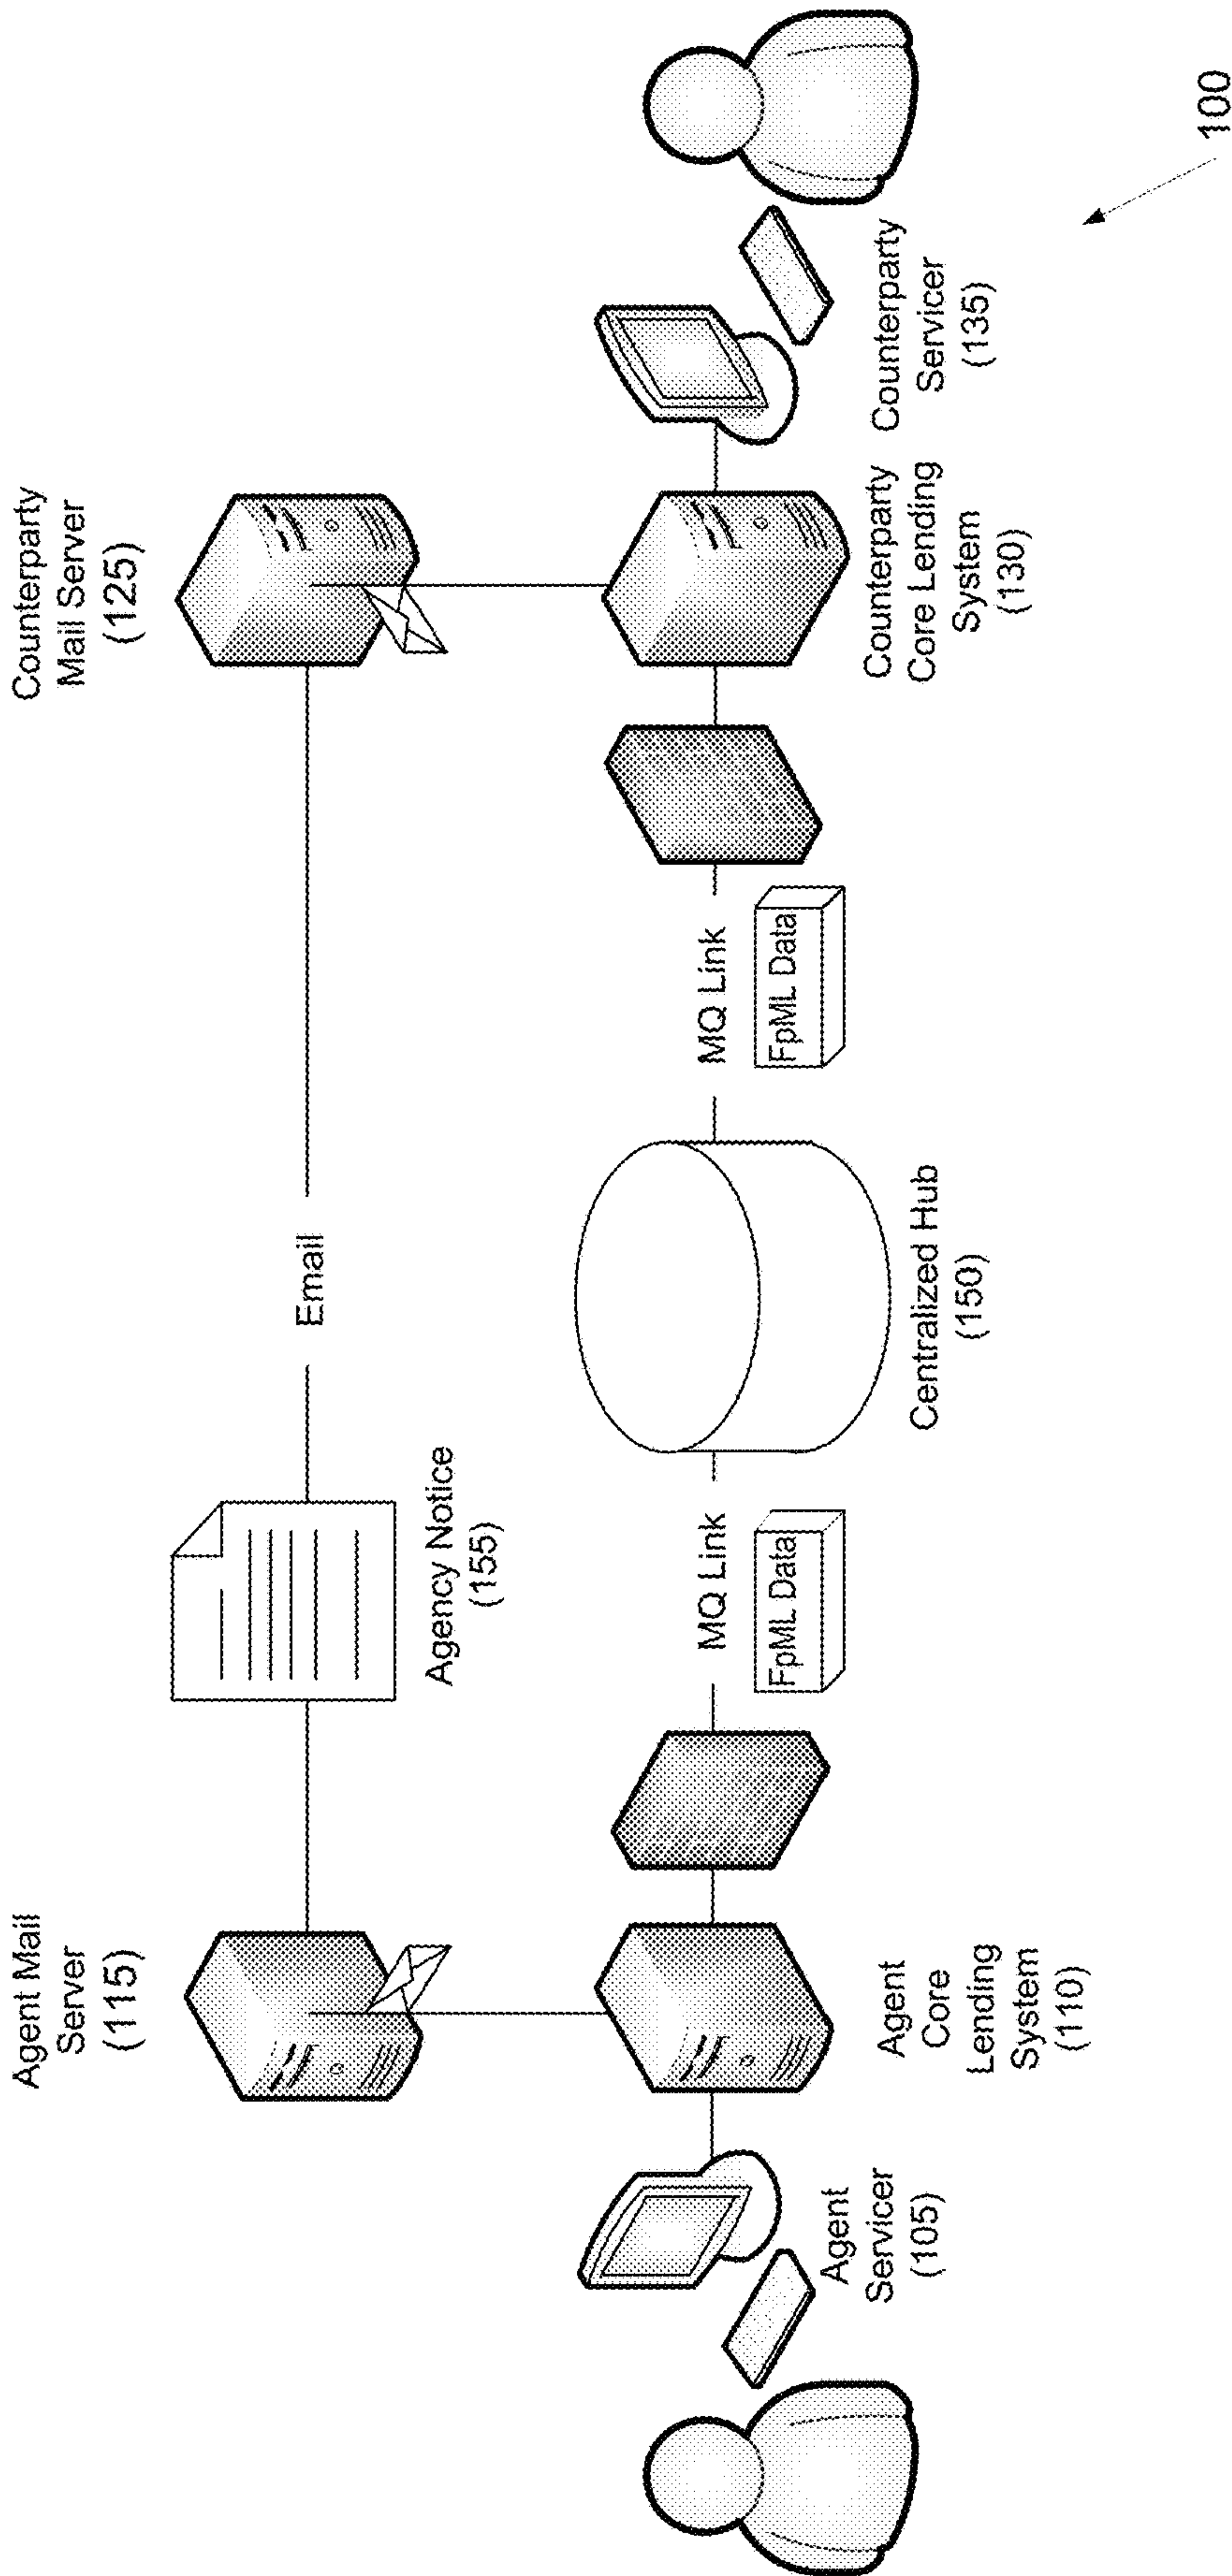 Agent Mail
Server
(115)
Counterparty
Mail Server
(125)
Email
Agency Notice
(155)
MQ Link
FpML Data
MQ Link
FpML Data
Agent
Servicer
(105)
Agent
Core
Lending
System
(110)
Centralized Hub
(150)
Counterparty
Core Lending
System
(130)
Counterparty
Servicer
(135)
100